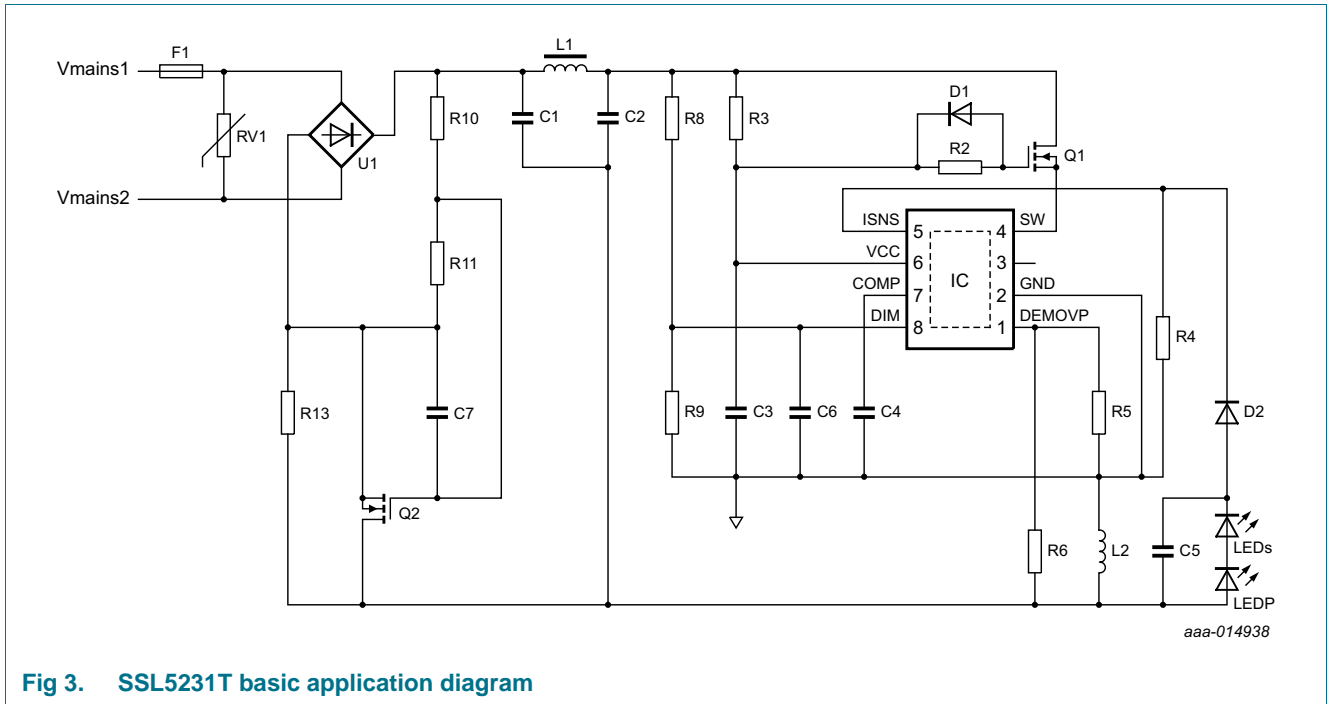 F1
L1
Vmains1
D1
R10
C1
C2
R8
R3
RV1
U1
R2
Q1
Vmains2
ISNS
5
4
SW
R11
VCC
6
3
COMP
7
IC
2
GND
DIM
8
1
DEMOVP
R4
R13
C7
R9
C3
C6
C4
R5
D2
Q2
R6
L2
C5
LEDs
LEDP
aaa-014938
Fig 3. SSL5231T basic application diagram